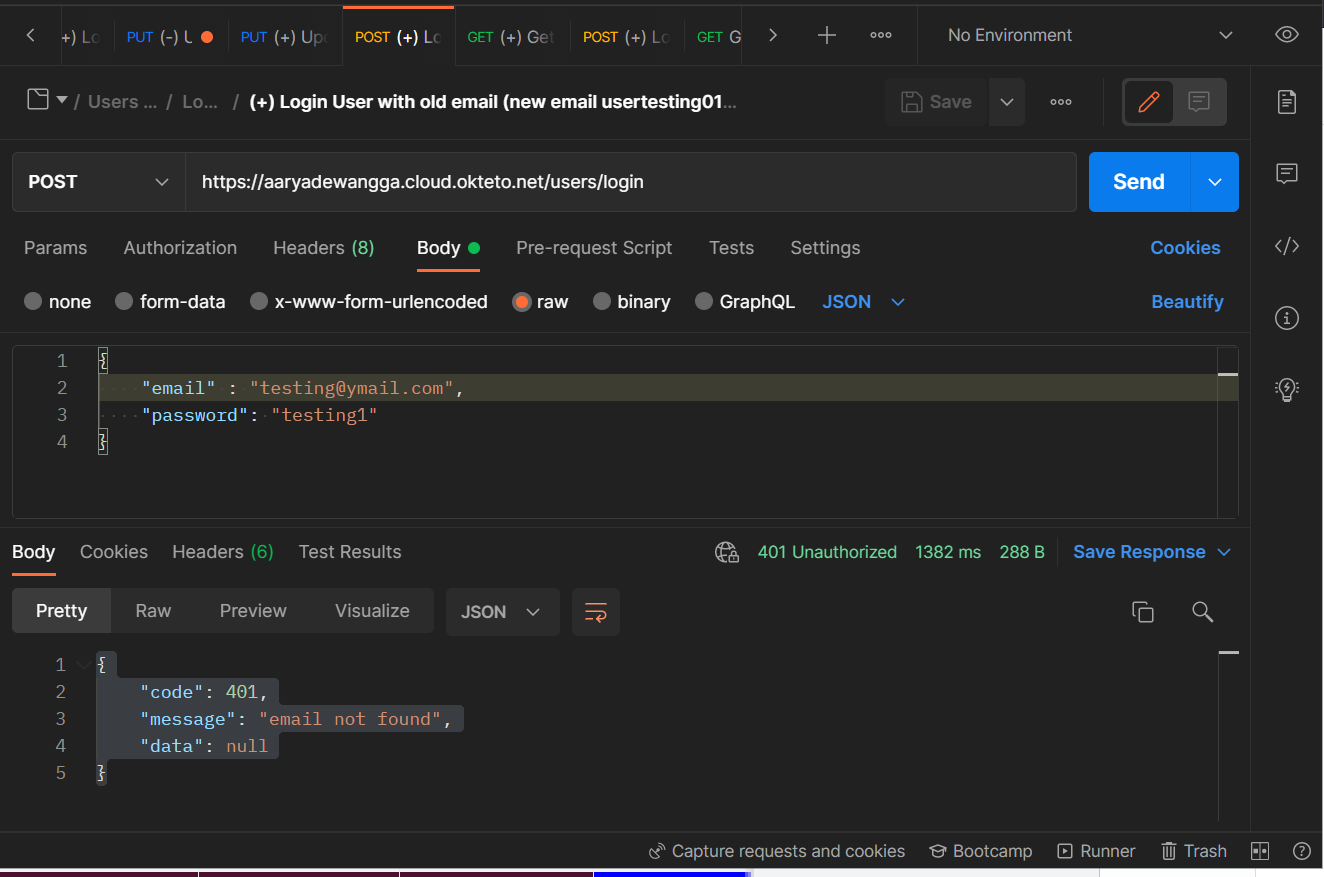 +) Lo PUT (-) U PUT (+) Upd POST (+) Lo GET (+) Get POST (+) Lo GET G No Environment
/ Users ... / Lo... / (+) Login User with old email (new email usertesting01... Save
POST https://aaryadewangga.cloud.okteto.net/users/login Send
Params Authorization Headers (8) Body Pre-request Script Tests Settings Cookies
none form-data x-www-form-urlencoded raw binary GraphQL JSON Beautify
1 {
2 "email" : "testing@ymail.com",
3 "password": "testing1"
4 }
Body Cookies Headers (6) Test Results 401 Unauthorized 1382 ms 288 B Save Response
Pretty Raw Preview Visualize JSON
1 {
2 "code": 401,
3 "message": "email not found",
4 "data": null
5 }
Capture requests and cookies Bootcamp Runner Trash